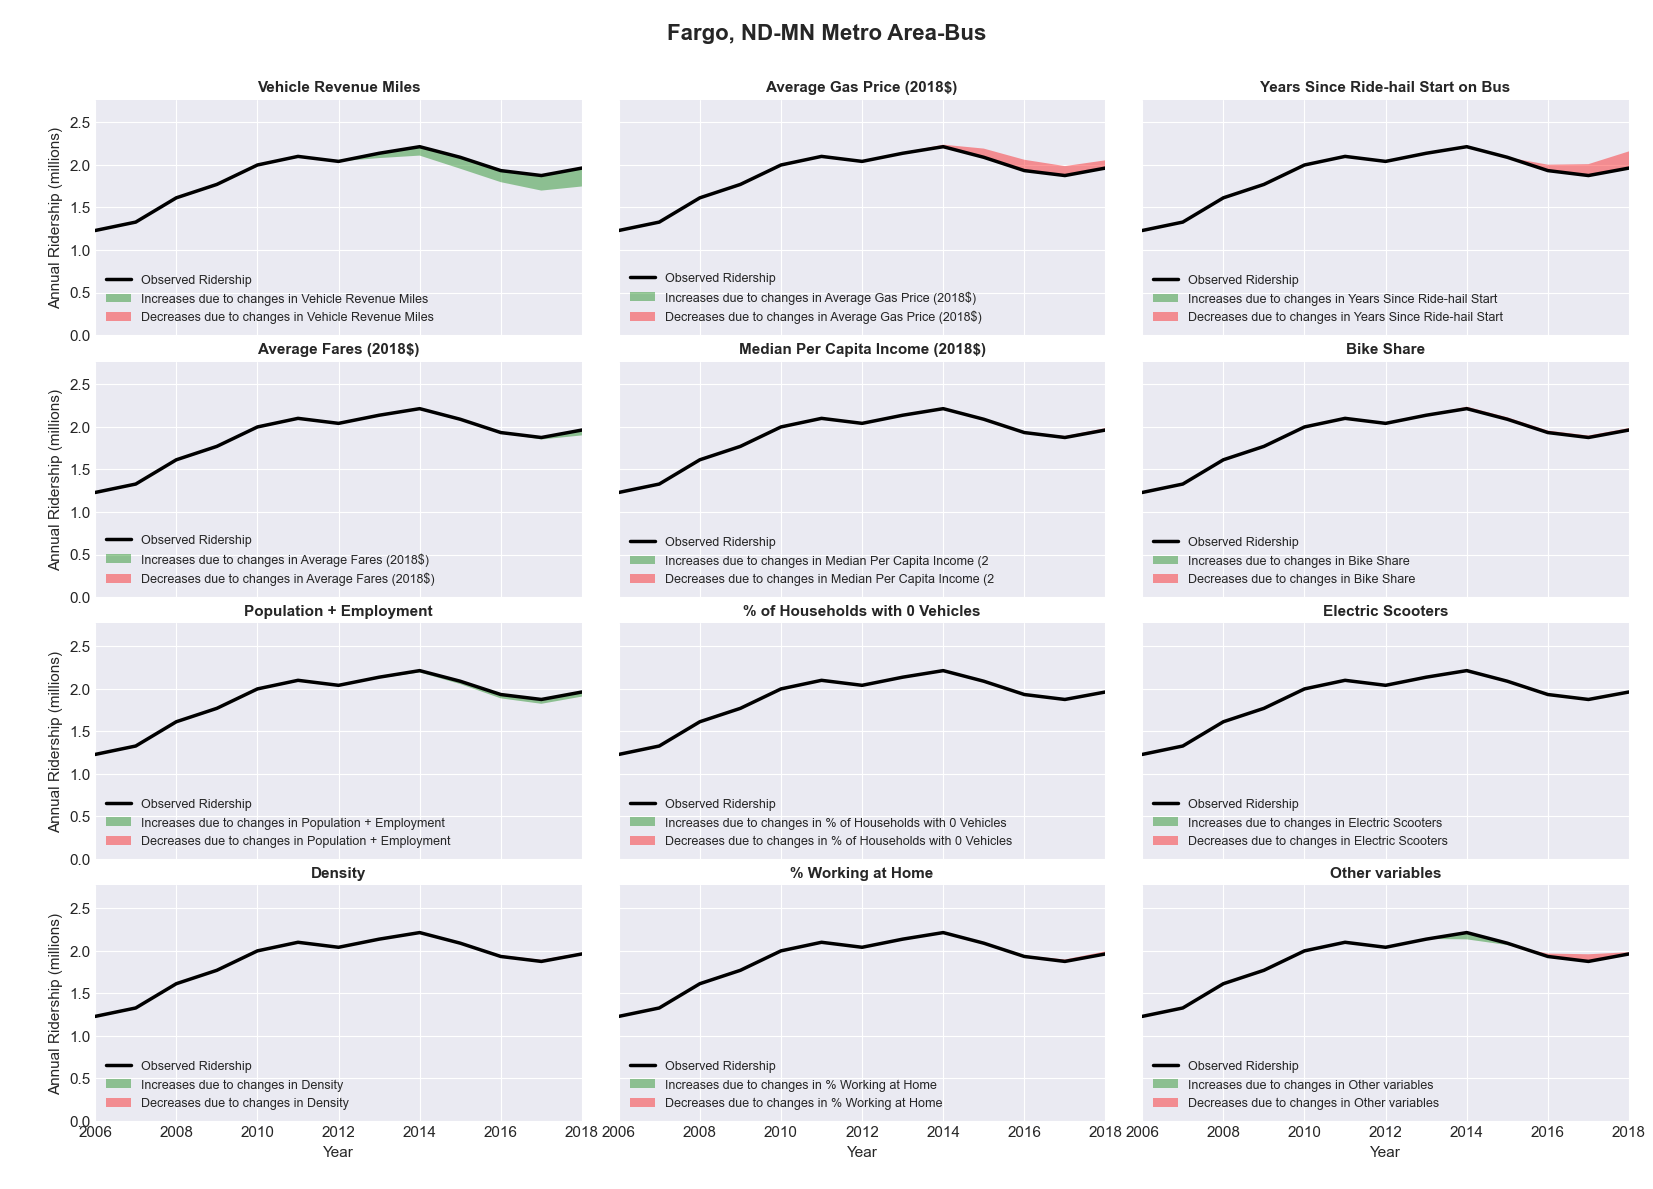 Fargo, ND-MN Metro Area-Bus
Vehicle Revenue Miles
Average Gas Price (2018$)
Years Since Ride-hail Start on Bus
Annual Ridership (millions)
2.5
2.0
1.5
1.0
0.5
0.0
Observed Ridership
Increases due to changes in Vehicle Revenue Miles
Decreases due to changes in Vehicle Revenue Miles
Observed Ridership
Increases due to changes in Average Gas Price (2018$)
Decreases due to changes in Average Gas Price (2018$)
Observed Ridership
Increases due to changes in Years Since Ride-hail Start
Decreases due to changes in Years Since Ride-hail Start
Average Fares (2018$)
Median Per Capita Income (2018$)
Bike Share
Annual Ridership (millions)
2.5
2.0
1.5
1.0
0.5
0.0
Observed Ridership
Increases due to changes in Average Fares (2018$)
Decreases due to changes in Average Fares (2018$)
Observed Ridership
Increases due to changes in Median Per Capita Income (2
Decreases due to changes in Median Per Capita Income (2
Observed Ridership
Increases due to changes in Bike Share
Decreases due to changes in Bike Share
Population + Employment
% of Households with 0 Vehicles
Electric Scooters
Annual Ridership (millions)
2.5
2.0
1.5
1.0
0.5
0.0
Observed Ridership
Increases due to changes in Population + Employment
Decreases due to changes in Population + Employment
Observed Ridership
Increases due to changes in % of Households with 0 Vehicles
Decreases due to changes in % of Households with 0 Vehicles
Observed Ridership
Increases due to changes in Electric Scooters
Decreases due to changes in Electric Scooters
Density
% Working at Home
Other variables
Annual Ridership (millions)
2.5
2.0
1.5
1.0
0.5
0.0
Observed Ridership
Increases due to changes in Density
Decreases due to changes in Density
Observed Ridership
Increases due to changes in % Working at Home
Decreases due to changes in % Working at Home
Observed Ridership
Increases due to changes in Other variables
Decreases due to changes in Other variables
2006 2008 2010 2012 2014 2016 2018
2006 2008 2010 2012 2014 2016 2018
2006 2008 2010 2012 2014 2016 2018
Year
Year
Year